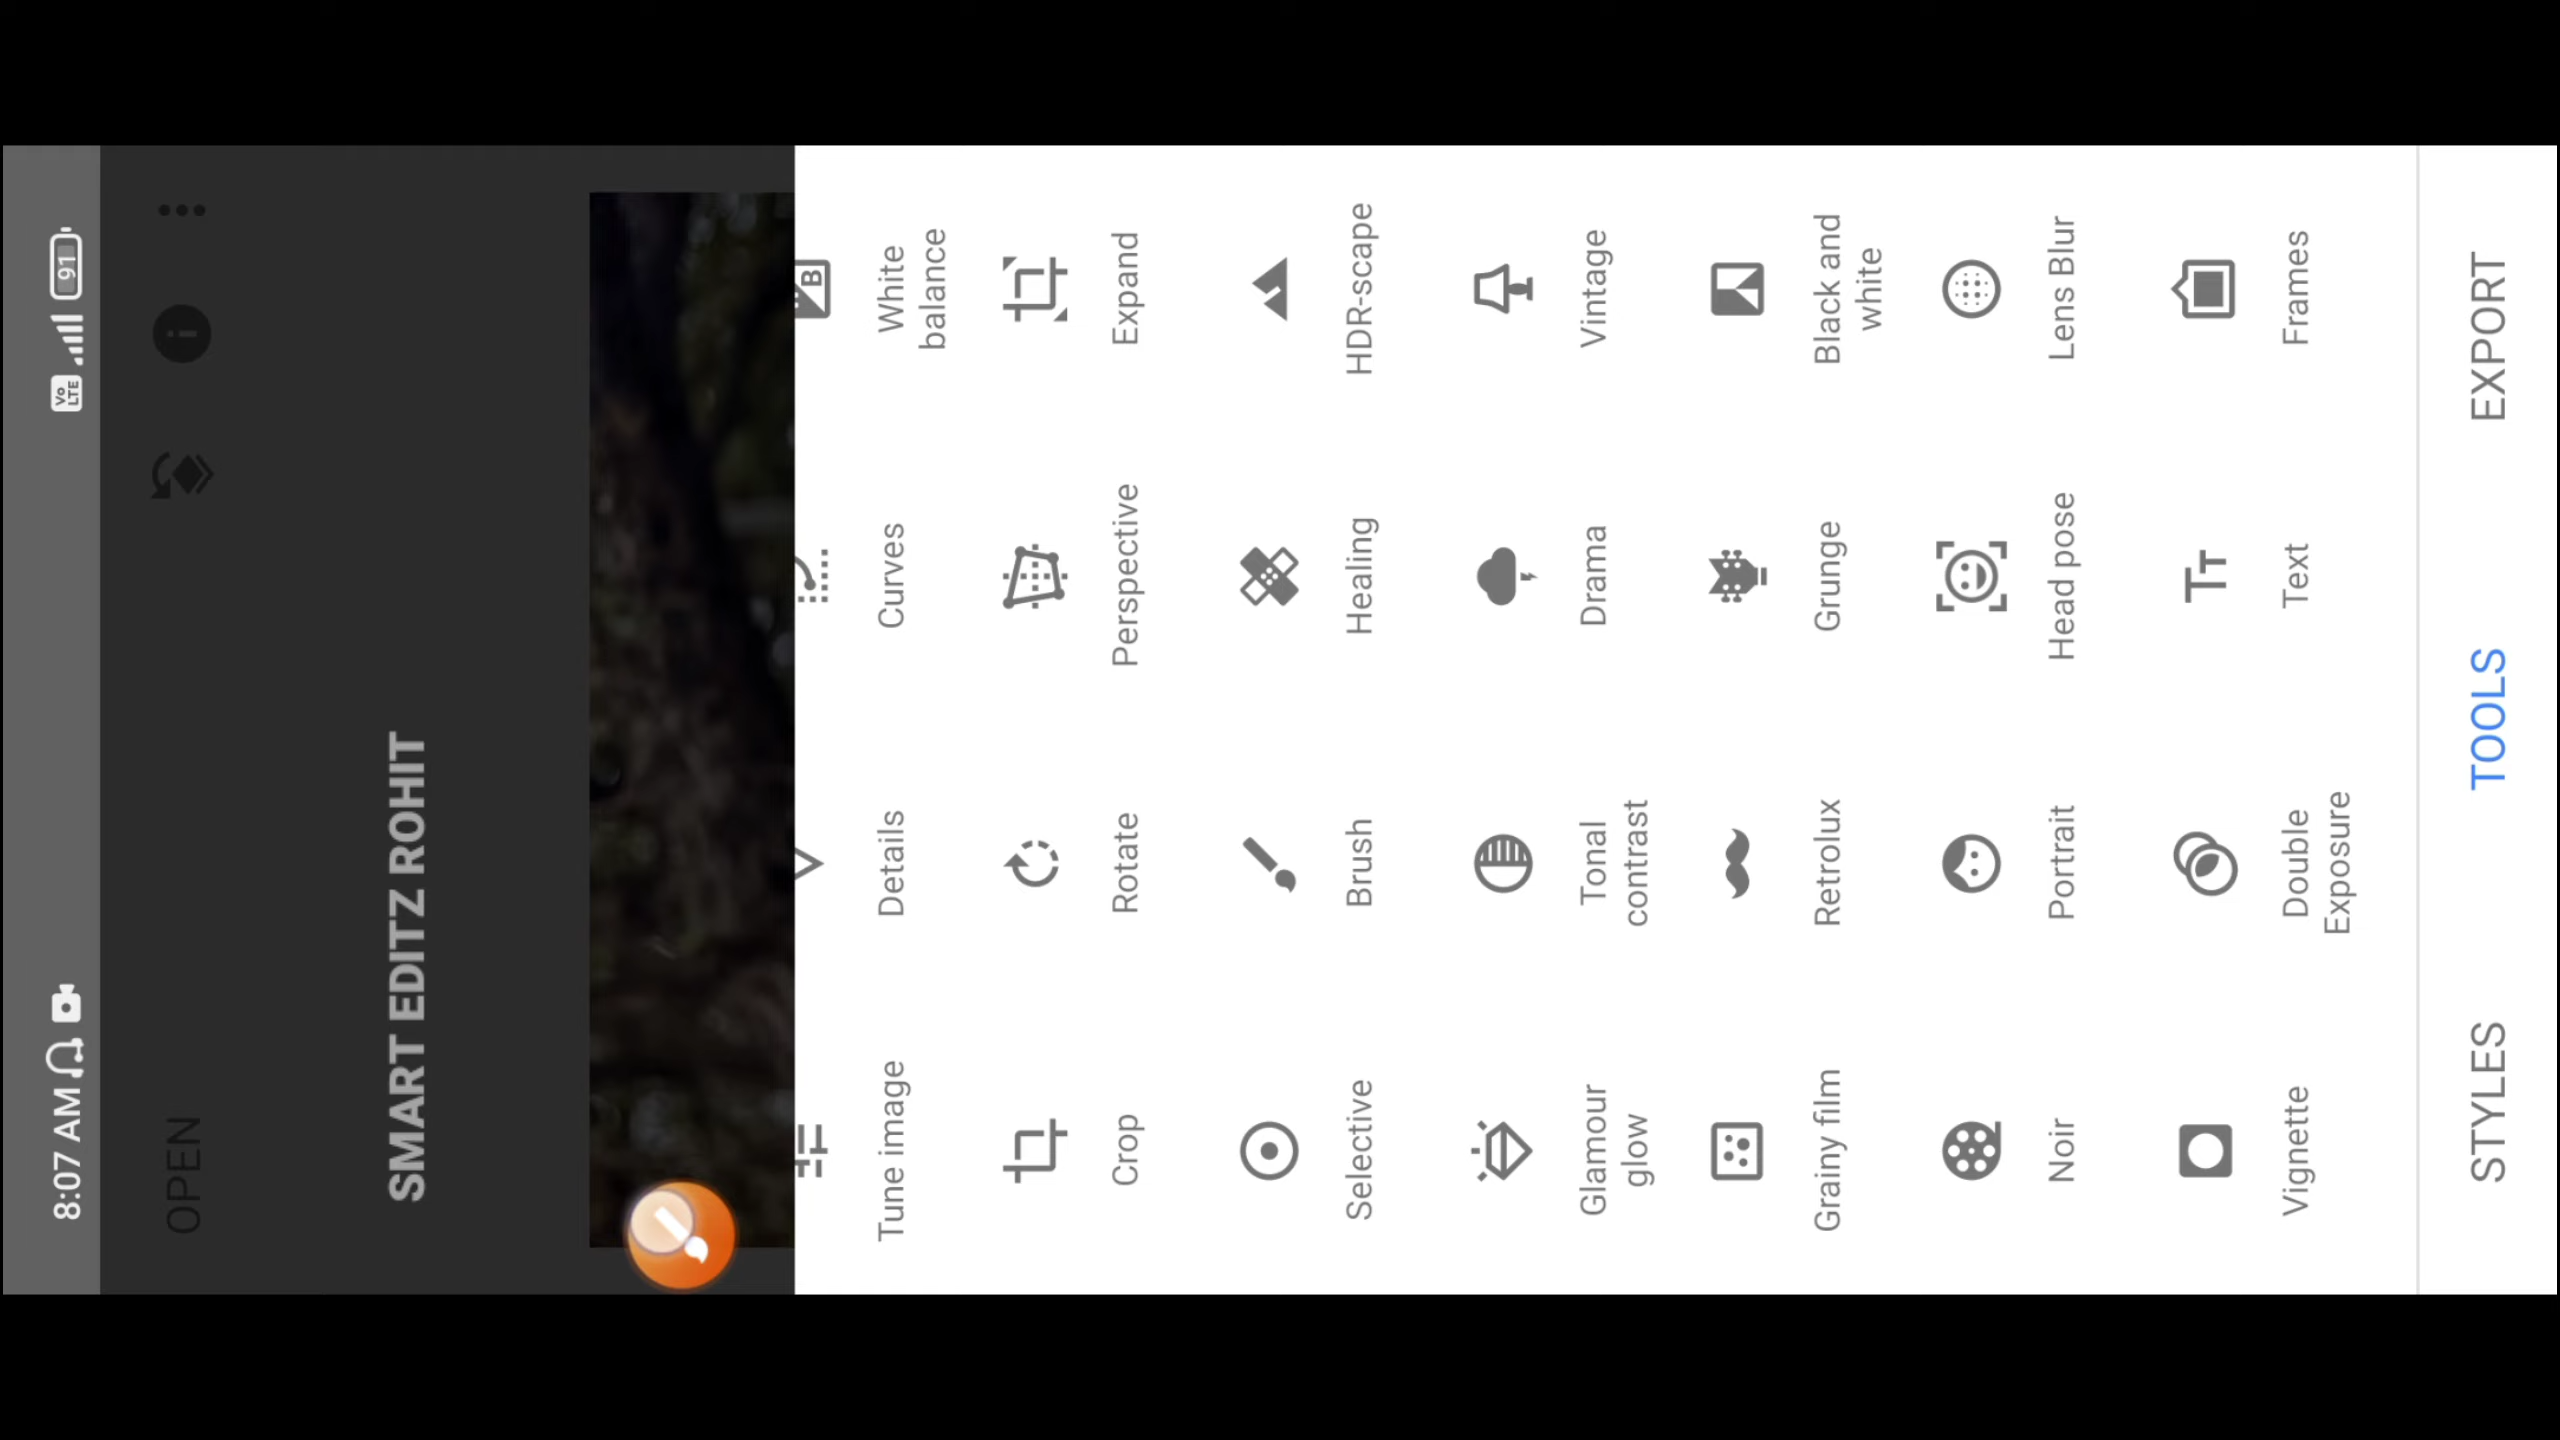 8:07 AM
Vo LTE
91
OPEN
SMART EDITZ ROHIT
Tune image
Details
Curves
White balance
Crop
Rotate
Perspective
Expand
Selective
Brush
Healing
HDR-scape
Glamour glow
Tonal contrast
Drama
Vintage
Grainy film
Retrolux
Grunge
Black and white
Noir
Portrait
Head pose
Lens Blur
Vignette
Double Exposure
Text
Frames
STYLES
TOOLS
EXPORT